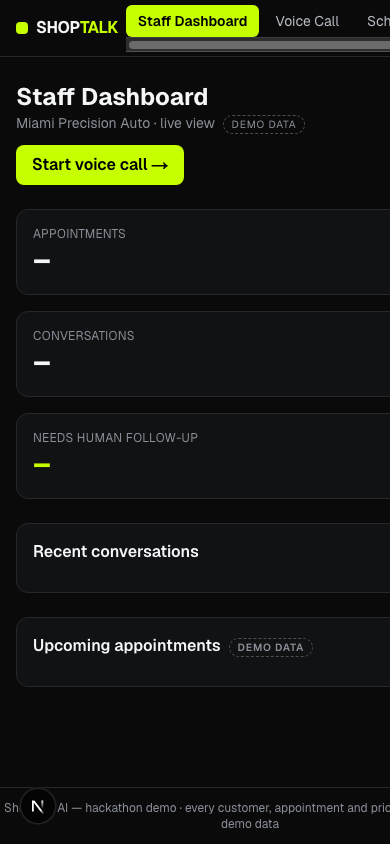 SHOPTALK Staff Dashboard Voice Call Sch
Staff Dashboard
Miami Precision Auto · live view DEMO DATA
Start voice call →
APPOINTMENTS
—
CONVERSATIONS
—
NEEDS HUMAN FOLLOW-UP
—
Recent conversations
Upcoming appointments DEMO DATA
Sh N AI — hackathon demo · every customer, appointment and pric
demo data